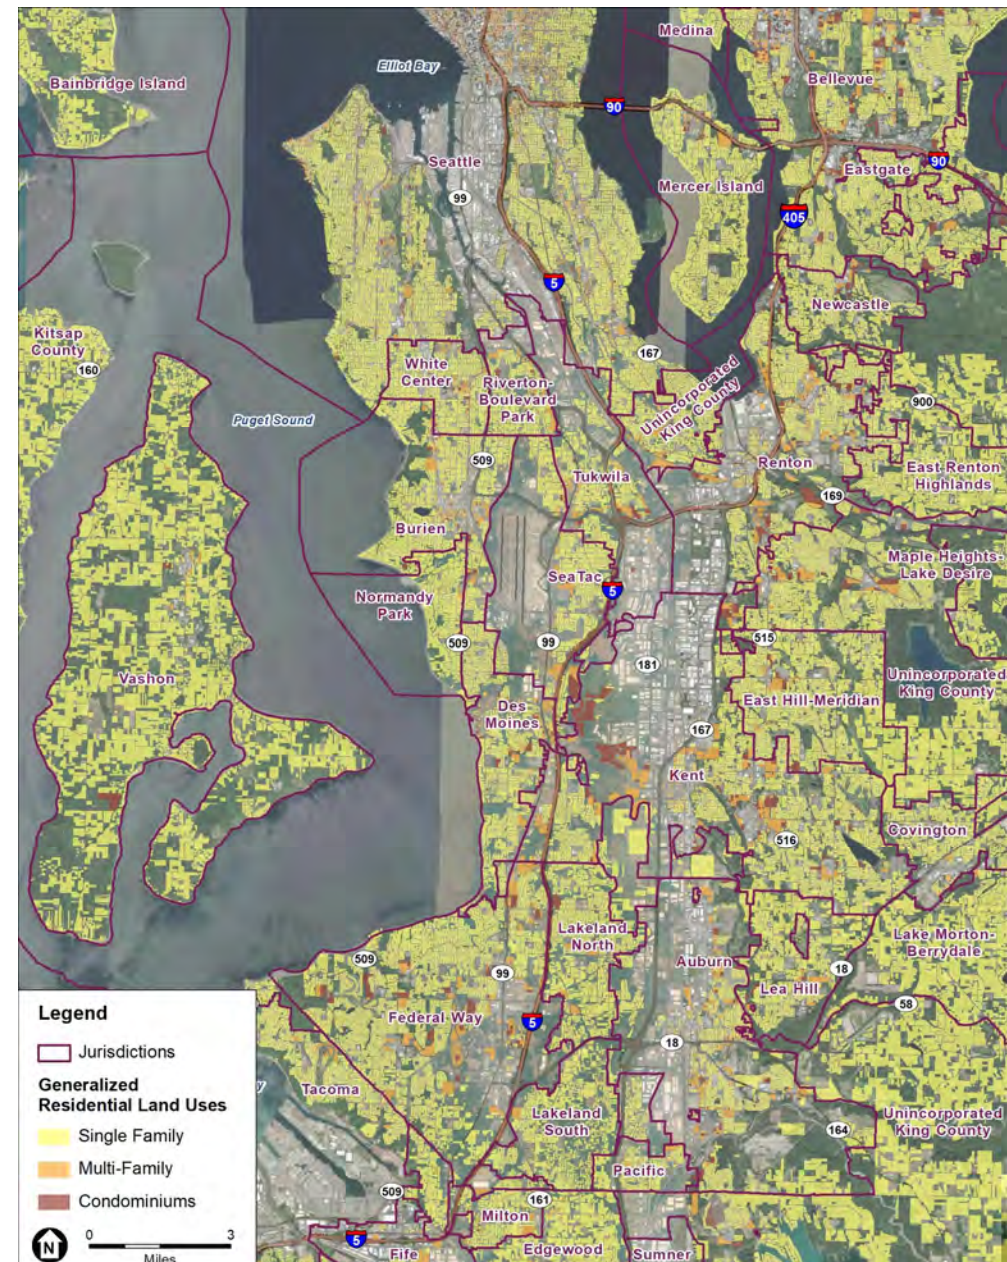 Medina
Elliot Bay
Bainbridge Island
Bellevue
90
Seattle
90
Eastgate
99
Mercer Island
405
5
Newcastle
Kitsap
County
160
167
White
Center
Riverton-
Boulevard
Park
Unincorporated
King County
900
Puget Sound
509
Tukwila
Renton
East Renton
Highlands
169
Burien
Maple Heights-
Lake Desire
SeaTac
5
Normandy
Park
509
99
515
181
Vashon
Unincorporated
King County
Des
Moines
East Hill-Meridian
167
Kent
516
Covington
Lakeland
North
Lake Morton-
Berrydale
509
99
Auburn
18
Lea Hill
58
Federal Way
5
18
Tacoma
Lakeland
South
164
Unincorporated
King County
Pacific
509
161
Milton
5
Fife
Edgewood
Sumner
Legend
Jurisdictions
Generalized
Residential Land Uses
Single Family
Multi-Family
Condominiums
N
0 3
Miles